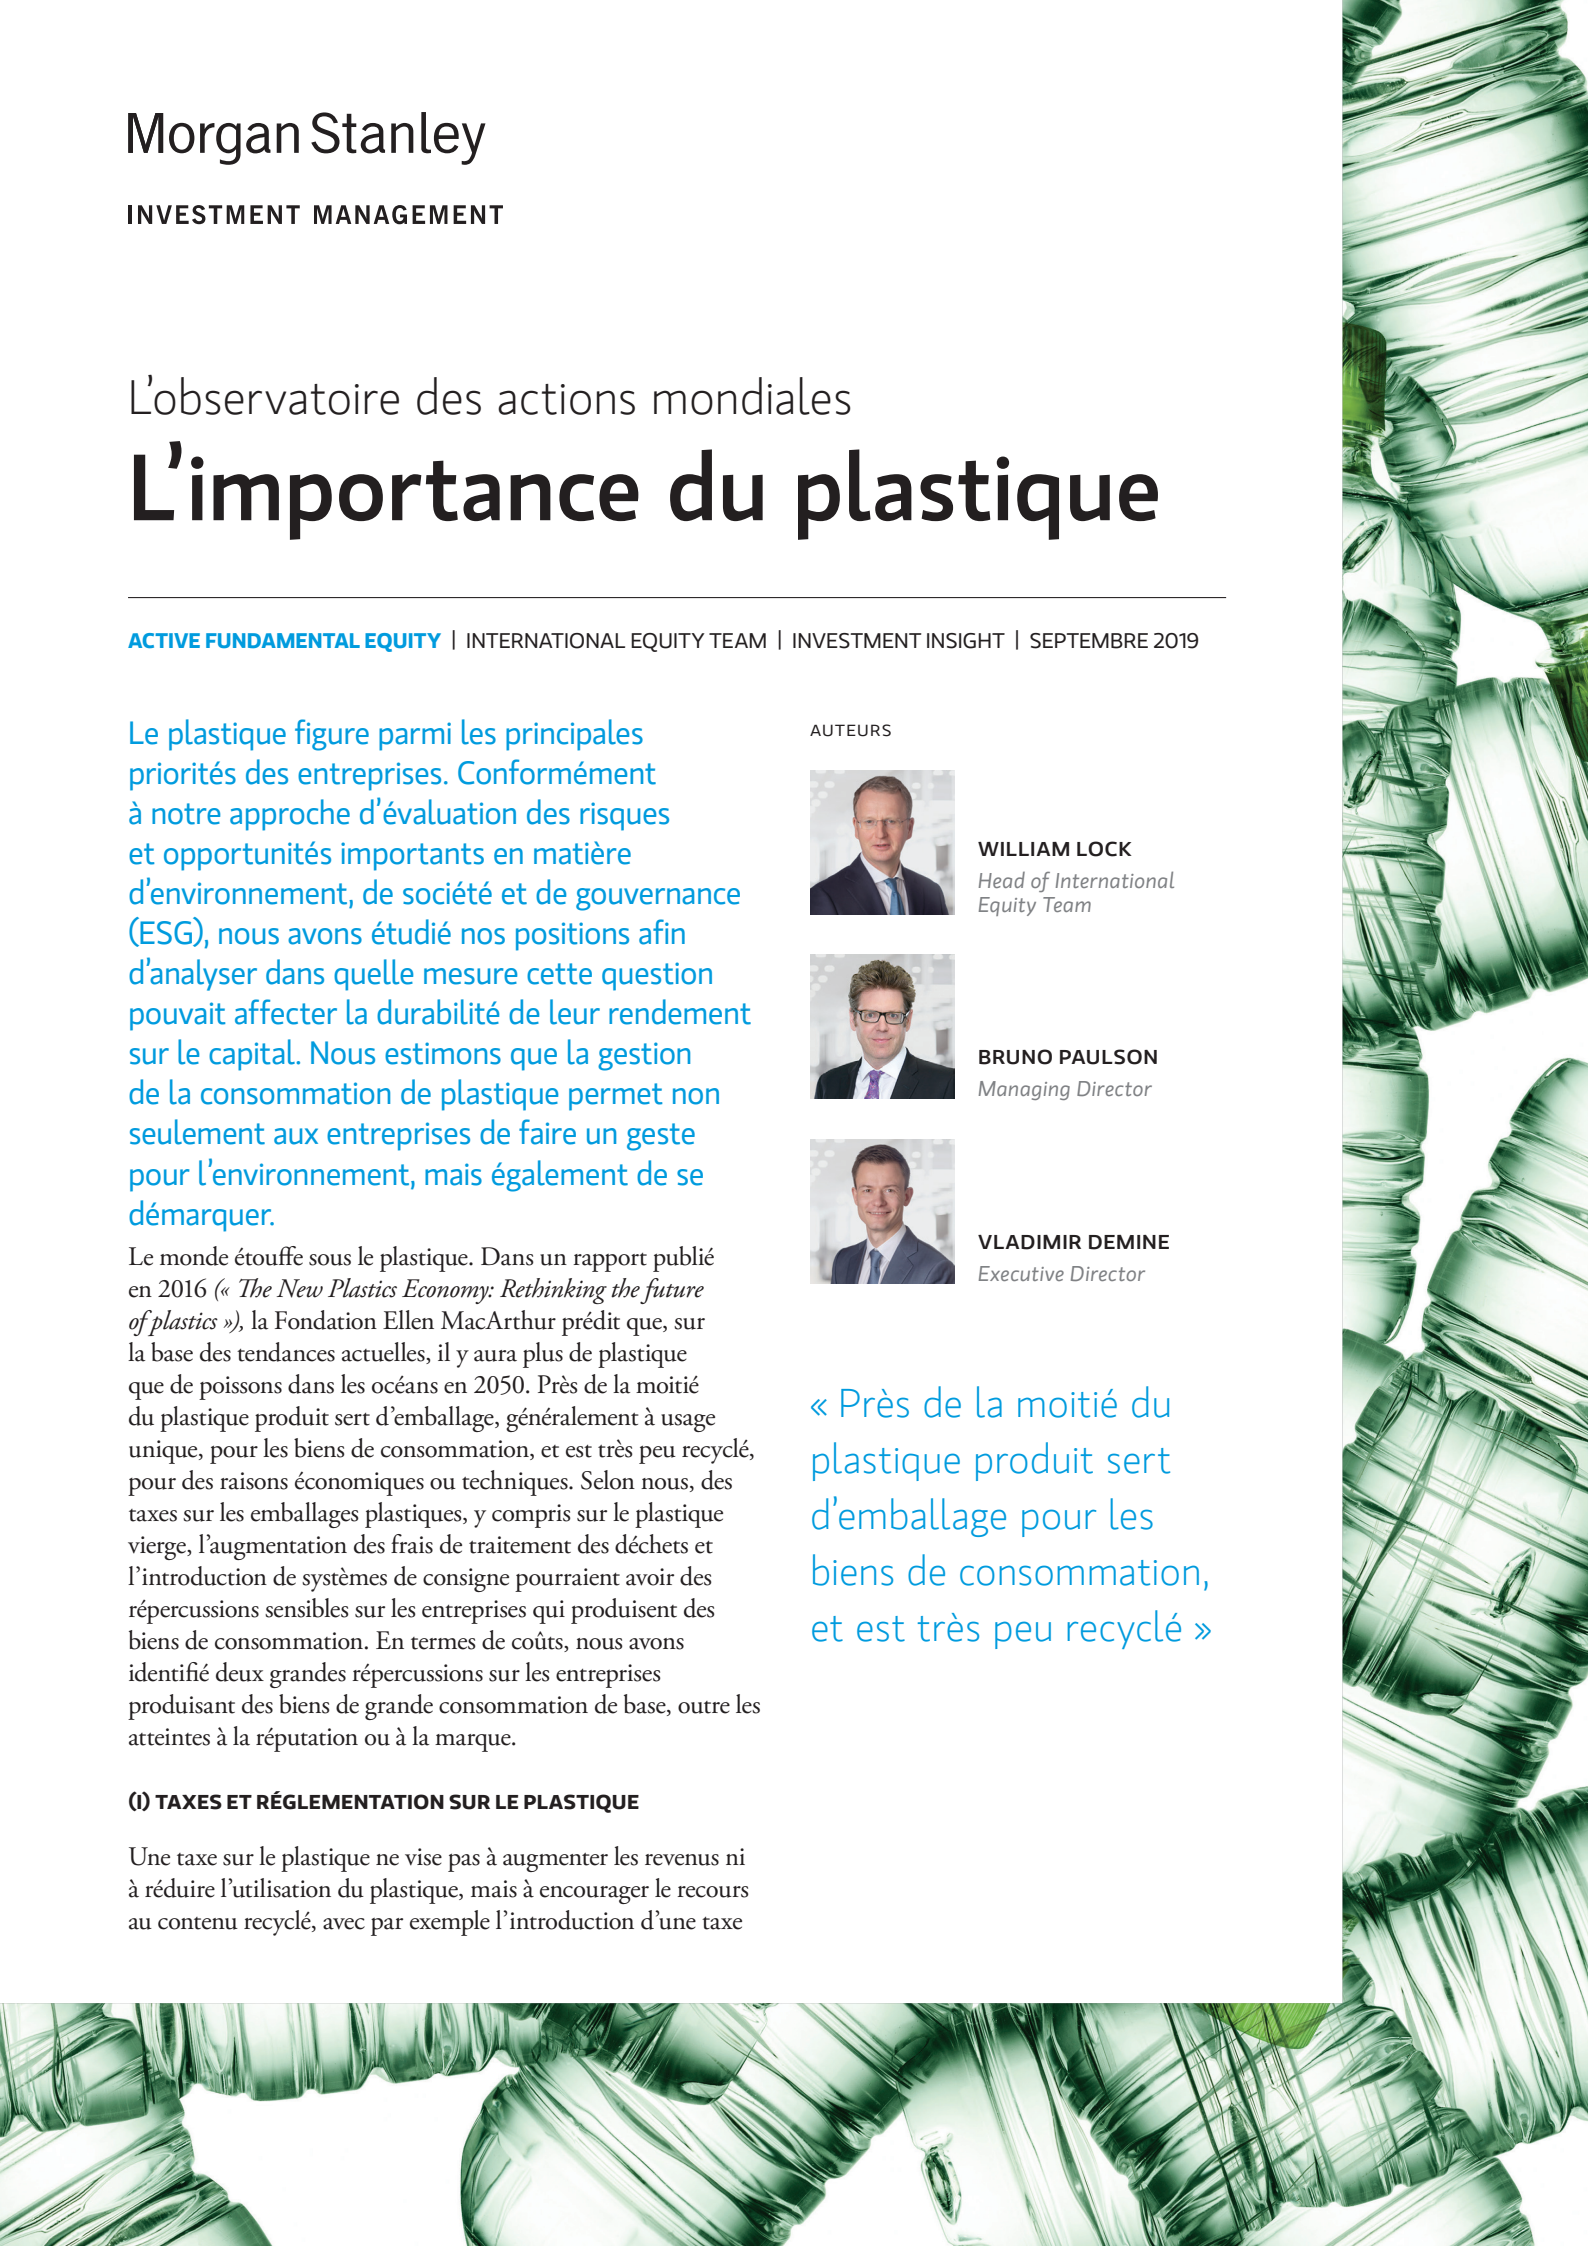 Morgan Stanley
INVESTMENT MANAGEMENT
L'observatoire des actions mondiales
L'importance du plastique
ACTIVE FUNDAMENTAL EQUITY | INTERNATIONAL EQUITY TEAM | INVESTMENT INSIGHT | SEPTEMBRE 2019
Le plastique figure parmi les principales
priorités des entreprises. Conformément
à notre approche d'évaluation des risques
et opportunités importants en matière
d'environnement, de société et de gouvernance
(ESG), nous avons étudié nos positions afin
d'analyser dans quelle mesure cette question
pouvait affecter la durabilité de leur rendement
sur le capital. Nous estimons que la gestion
de la consommation de plastique permet non
seulement aux entreprises de faire un geste
pour l'environnement, mais également de se
démarquer.
Le monde étouffe sous le plastique. Dans un rapport publié
en 2016 (« The New Plastics Economy: Rethinking the future
of plastics »), la Fondation Ellen MacArthur prédit que, sur
la base des tendances actuelles, il y aura plus de plastique
que de poissons dans les océans en 2050. Près de la moitié
du plastique produit sert d'emballage, généralement à usage
unique, pour les biens de consommation, et est très peu recyclé,
pour des raisons économiques ou techniques. Selon nous, des
taxes sur les emballages plastiques, y compris sur le plastique
vierge, l'augmentation des frais de traitement des déchets et
l'introduction de systèmes de consigne pourraient avoir des
répercussions sensibles sur les entreprises qui produisent des
biens de consommation. En termes de coûts, nous avons
identifié deux grandes répercussions sur les entreprises
produisant des biens de grande consommation de base, outre les
atteintes à la réputation ou à la marque.
(I) TAXES ET RÉGLEMENTATION SUR LE PLASTIQUE
Une taxe sur le plastique ne vise pas à augmenter les revenus ni
à réduire l'utilisation du plastique, mais à encourager le recours
au contenu recyclé, avec par exemple l'introduction d'une taxe
AUTEURS
WILLIAM LOCK
Head of International
Equity Team
BRUNO PAULSON
Managing Director
VLADIMIR DEMINE
Executive Director
« Près de la moitié du
plastique produit sert
d'emballage pour les
biens de consommation,
et est très peu recyclé »